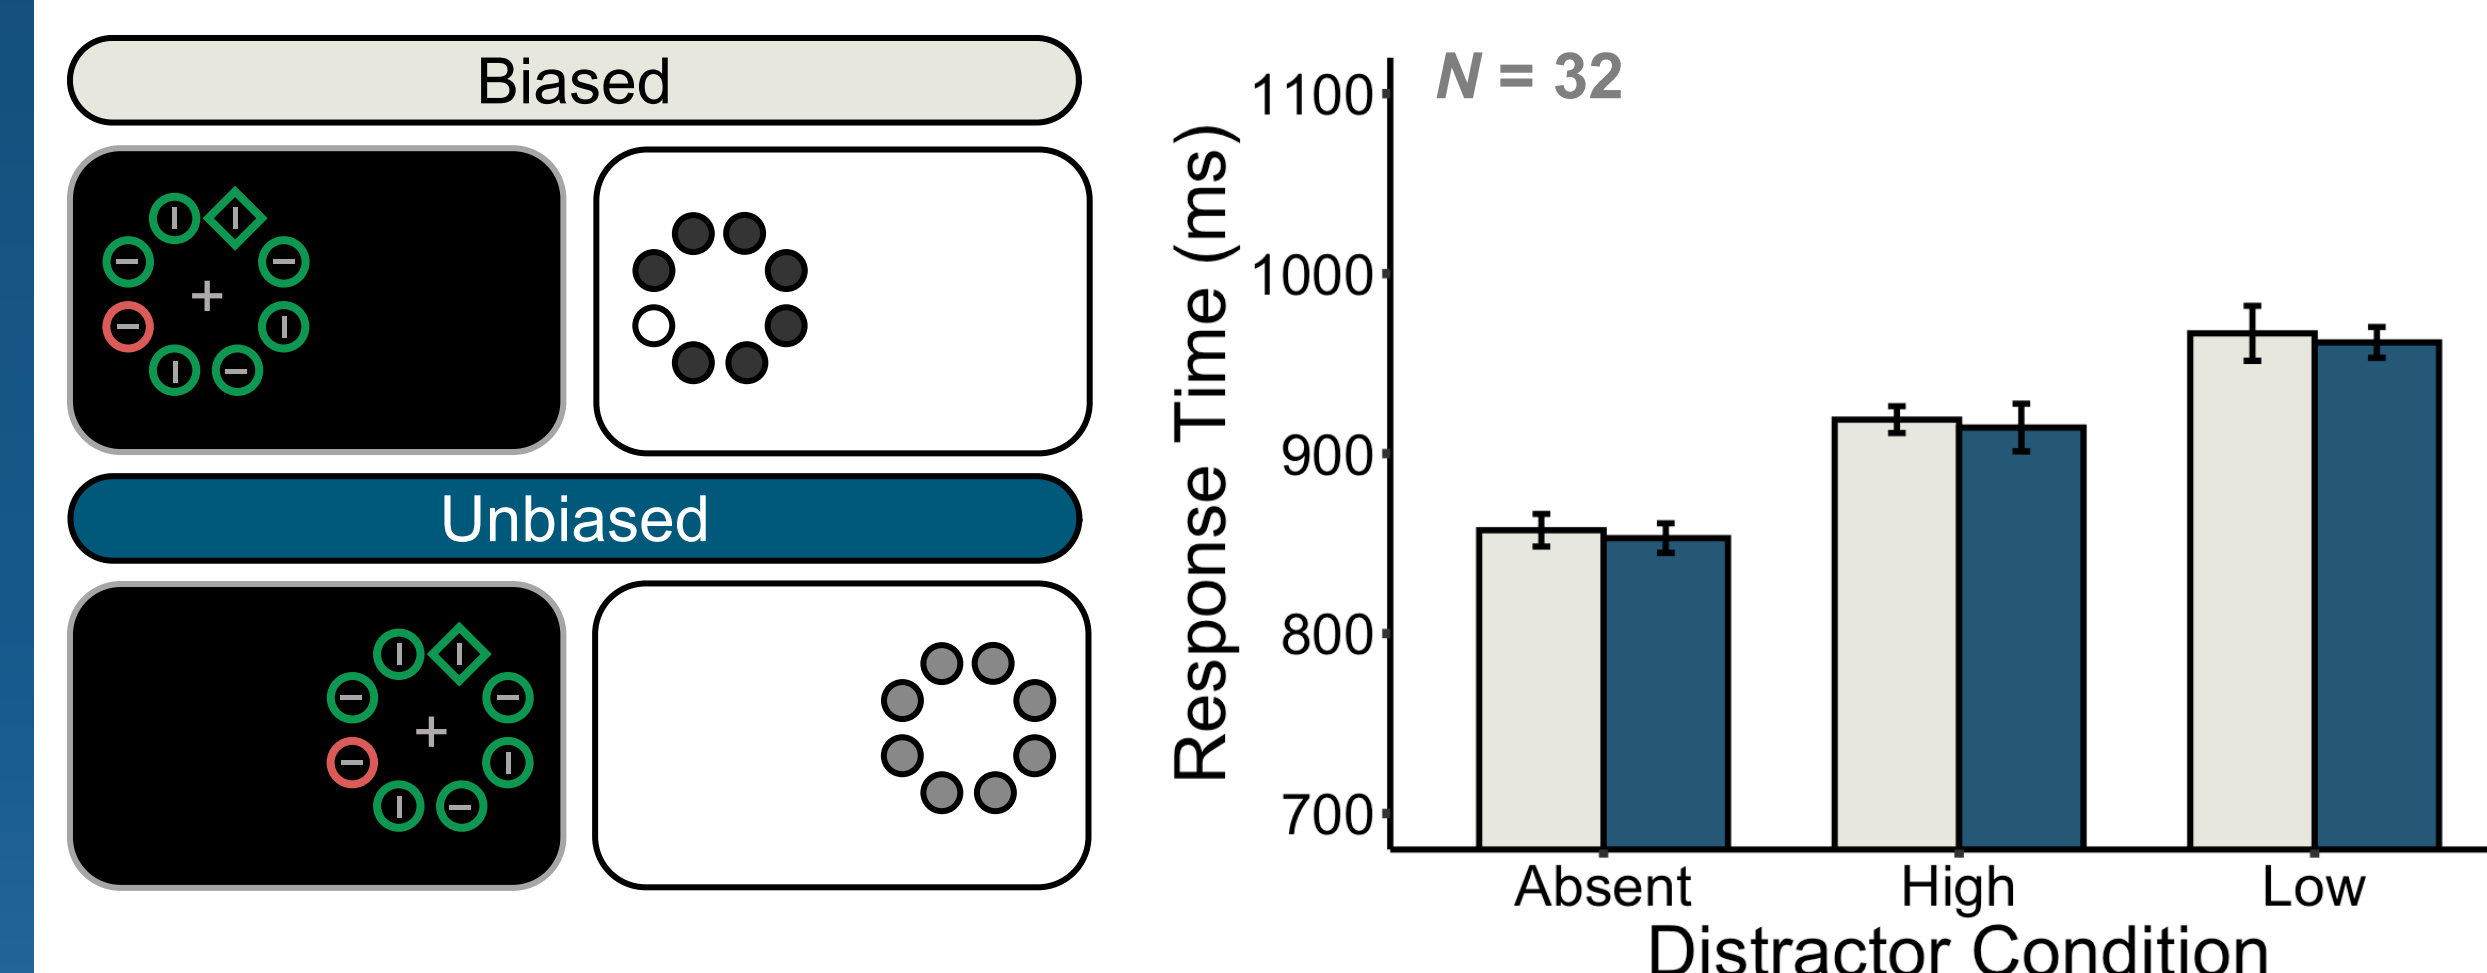 Biased
Unbiased
N = 32
Response Time (ms)
1100
1000
900
800
700
Absent High Low
Distractor Condition